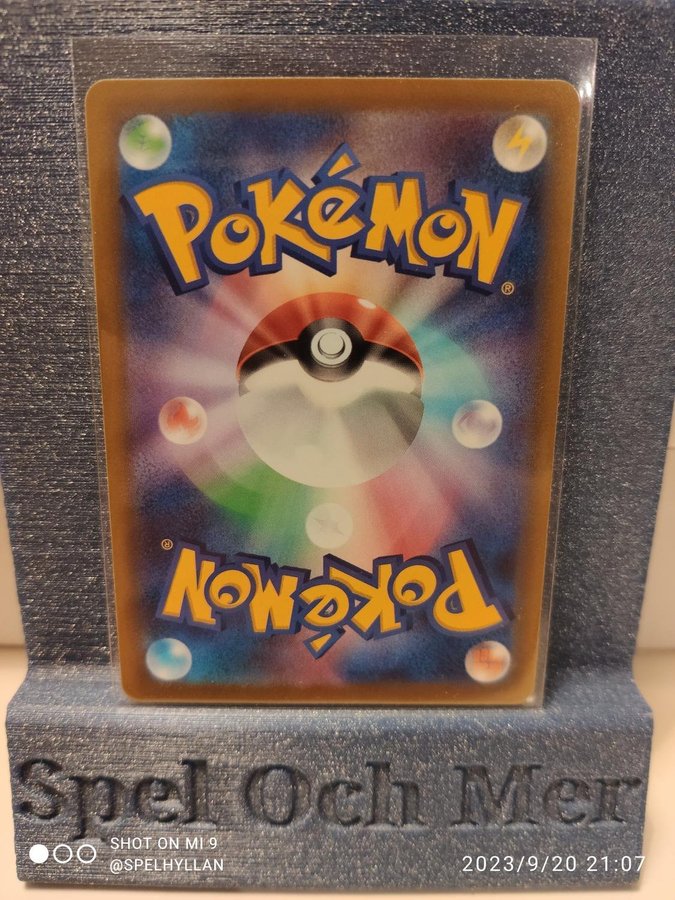 POKéMON
®
POKéMON
®
Spel Och Mer
SHOT ON MI 9
@SPELHYLLAN
2023/9/20 21:07